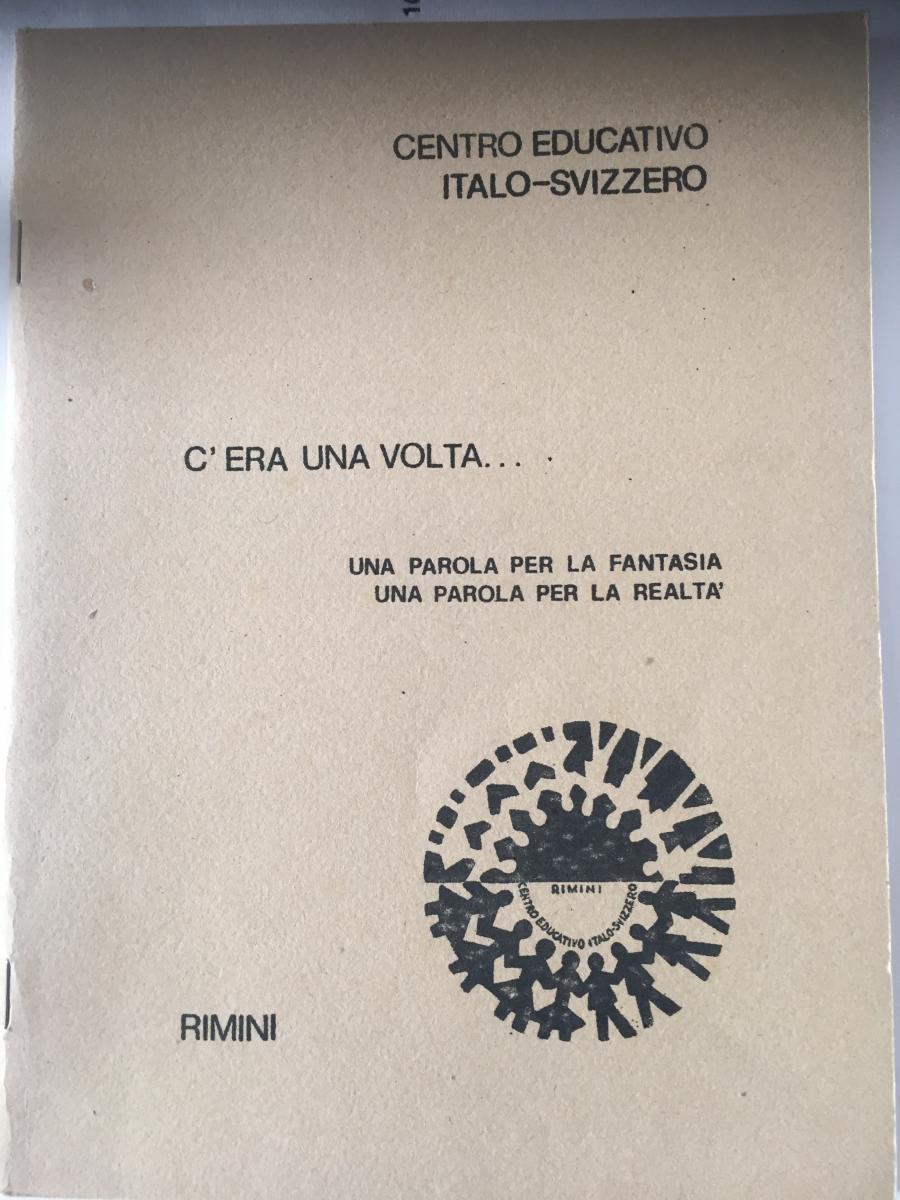 CENTRO EDUCATIVO
ITALO-SVIZZERO
C'ERA UNA VOLTA...
UNA PAROLA PER LA FANTASIA
UNA PAROLA PER LA REALTA'
RIMINI
CENTRO EDUCATIVO ITALO-SVIZZERO
RIMINI